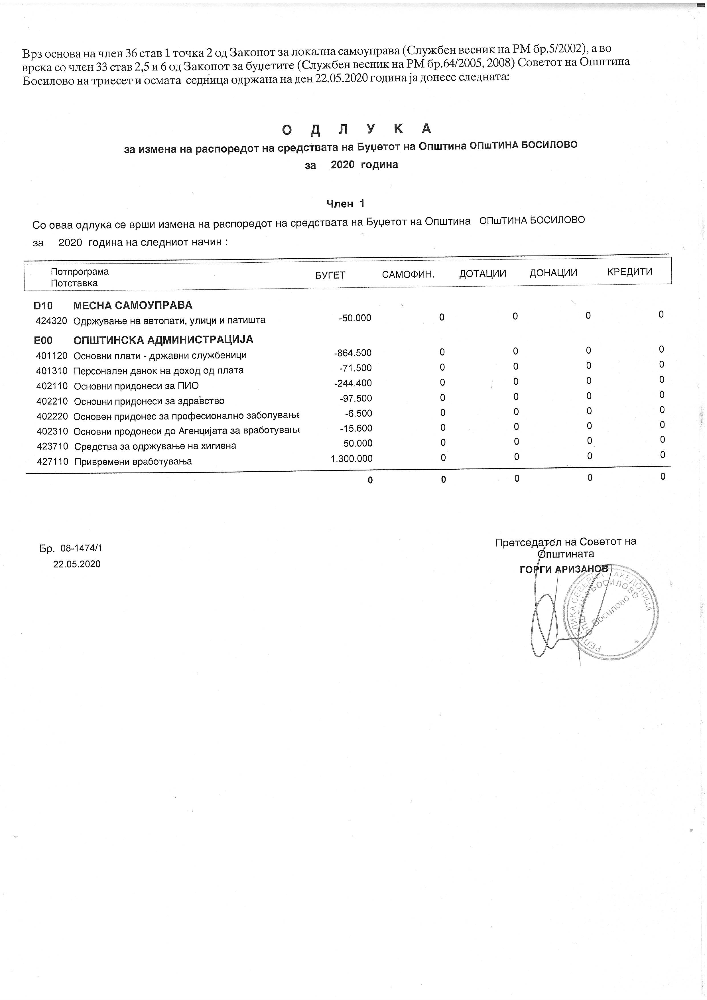 Врз основа на член 36 став 1 точка 2 од Законот за локална самоуправа (Службен весник на РМ бр.5/2002), а во
врска со член 33 став 2,5 и 6 од Законот за буџетите (Службен весник на РМ бр.64/2005, 2008) Советот на Општина
Босилово на триесет и осмата седница одржана на ден 22.05.2020 година ја донесе следната:
О Д Л У К А
за измена на распоредот на средствата на Буџетот на Општина ОПшТИНА БОСИЛОВО
за 2020 година
Член 1
Со оваа одлука се врши измена на распоредот на средствата на Буџетот на Општина ОПшТИНА БОСИЛОВО
за 2020 година на следниот начин :
Потпрограма
Потставка БУГЕТ САМОФИН. ДОТАЦИИ ДОНАЦИИ КРЕДИТИ
D10 МЕСНА САМОУПРАВА
424320 Одржување на автопати, улици и патишта -50.000 0 0 0 0
E00 ОПШТИНСКА АДМИНИСТРАЦИЈА
401120 Основни плати - државни службеници -864.500 0 0 0 0
401310 Персонален данок на доход од плата -71.500 0 0 0 0
402110 Основни придонеси за ПИО -244.400 0 0 0 0
402210 Основни придонеси за здравство -97.500 0 0 0 0
402220 Основен придонес за професионално заболување -6.500 0 0 0 0
402310 Основни продонеси до Агенцијата за вработување -15.600 0 0 0 0
423710 Средства за одржување на хигиена 50.000 0 0 0 0
427110 Привремени вработувања 1.300.000 0 0 0 0
0 0 0 0 0
Бр. 08-1474/1
22.05.2020
Претседател на Советот на
Општината
ГОРГИ АРИЗАНОВ
РЕПУБЛИКА СЕВЕРНА МАКЕДОНИЈА
ОПШТИНА БОСИЛОВО
Босилово